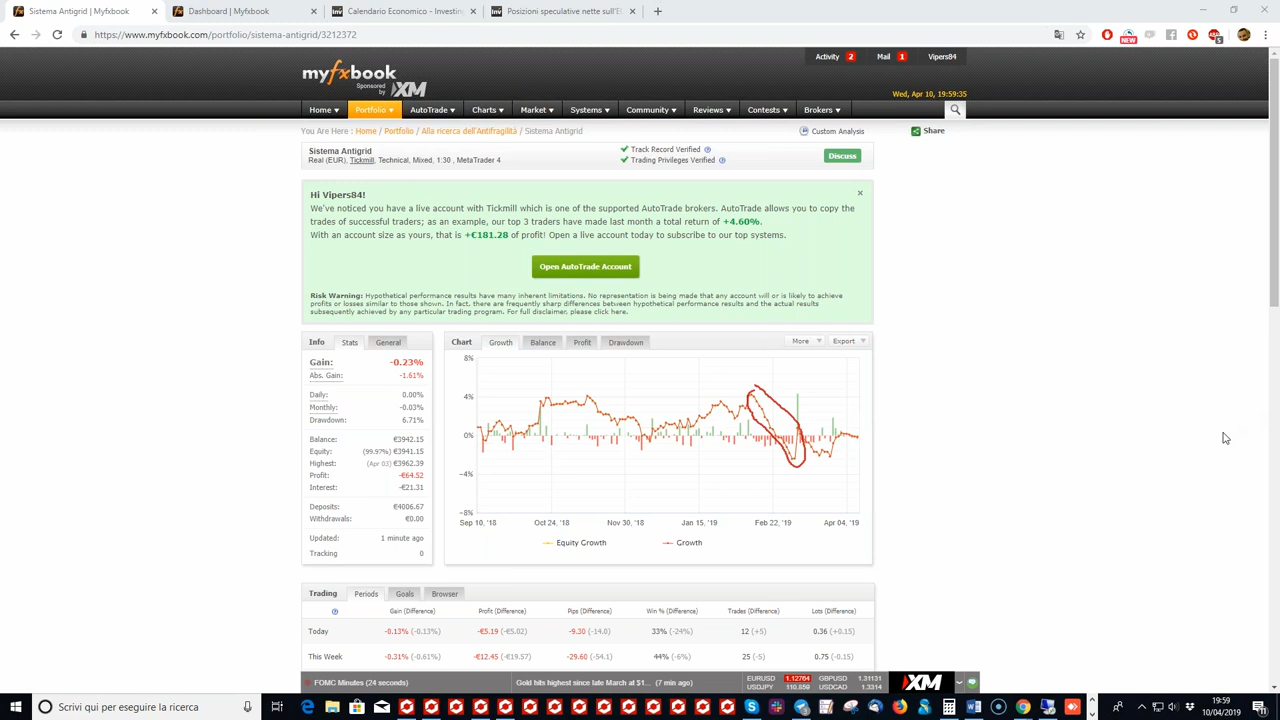 Sistema Antigrid | Myfxbook
Dashboard | Myfxbook
Calendario Economico - Investing
Posizioni speculative nette sull'E
https://www.myfxbook.com/portfolio/sistema-antigrid/3212372
NEW
Activity 2 Mail 1 Vipers84
myfxbook
Sponsored by XM
Wed, Apr 10, 19:59:35
Home Portfolio AutoTrade Charts Market Systems Community Reviews Contests Brokers
You Are Here : Home / Portfolio / Alla ricerca dell'Antifragilità / Sistema Antigrid
Custom Analysis
Share
Sistema Antigrid
Real (EUR), Tickmill, Technical, Mixed, 1:30 , MetaTrader 4
Track Record Verified
Trading Privileges Verified
Discuss
Hi Vipers84!
We've noticed you have a live account with Tickmill which is one of the supported AutoTrade brokers. AutoTrade allows you to copy the
trades of successful traders; as an example, our top 3 traders have made last month a total return of +4.60%.
With an account size as yours, that is +€181.28 of profit! Open a live account today to subscribe to our top systems.
Open AutoTrade Account
Risk Warning: Hypothetical performance results have many inherent limitations. No representation is being made that any account will or is likely to achieve
profits or losses similar to those shown. In fact, there are frequently sharp differences between hypothetical performance results and the actual results
subsequently achieved by any particular trading program. For full disclaimer, please click here.
Info Stats General
Gain: -0.23%
Abs. Gain: -1.61%
Daily: 0.00%
Monthly: -0.03%
Drawdown: 6.71%
Balance: €3942.15
Equity: (99.97%) €3941.15
Highest: (Apr 03) €3962.39
Profit: -€64.52
Interest: -€21.31
Deposits: €4006.67
Withdrawals: €0.00
Updated: 1 minute ago
Tracking 0
Chart Growth Balance Profit Drawdown More Export
8%
4%
0%
-4%
-8%
Sep 10, '18 Oct 24, '18 Nov 30, '18 Jan 15, '19 Feb 22, '19 Apr 04, '19
Equity Growth Growth
Trading Periods Goals Browser
Gain (Difference) Profit (Difference) Pips (Difference) Win % (Difference) Trades (Difference) Lots (Difference)
Today -0.13% (-0.13%) -€5.19 (-€5.02) -9.30 (-14.0) 33% (-24%) 12 (+5) 0.36 (+0.15)
This Week -0.31% (-0.61%) -€12.45 (-€19.57) -29.60 (-54.1) 44% (-6%) 25 (-5) 0.75 (-0.15)
FOMC Minutes (24 seconds)
Gold hits highest since late March at $1... (7 min ago)
EURUSD 1.12764 GBPUSD 1.31131
USDJPY 110.859 USDCAD 1.3314
XM
Scrivi qui per eseguire la ricerca
19:59
10/04/2019